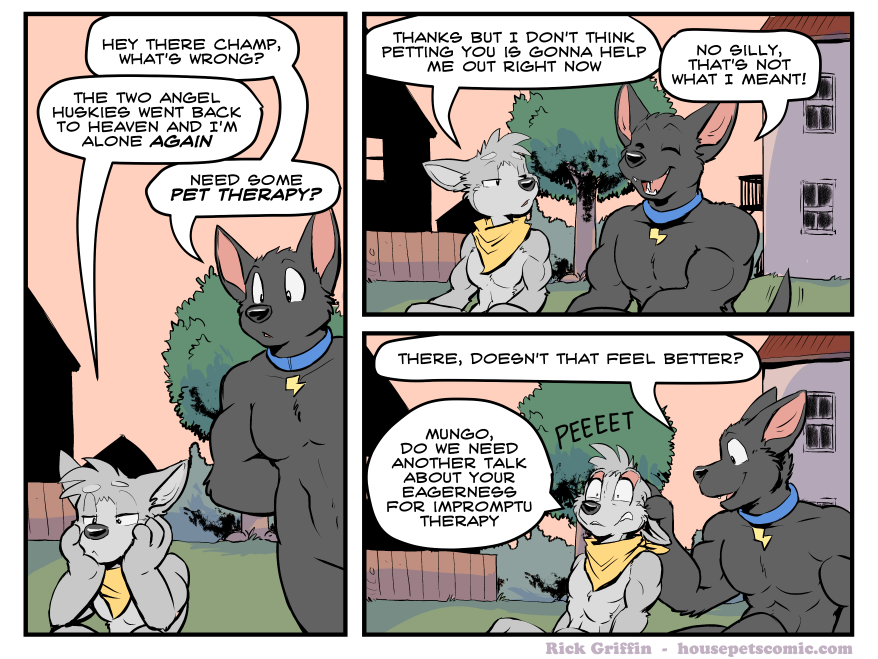 HEY THERE CHAMP,
WHAT'S WRONG?
THE TWO ANGEL
HUSKIES WENT BACK
TO HEAVEN AND I'M
ALONE AGAIN
NEED SOME
PET THERAPY?
THANKS BUT I DON'T THINK
PETTING YOU IS GONNA HELP
ME OUT RIGHT NOW
NO SILLY,
THAT'S NOT
WHAT I MEANT!
THERE, DOESN'T THAT FEEL BETTER?
PEEEET
MUNGO,
DO WE NEED
ANOTHER TALK
ABOUT YOUR
EAGERNESS
FOR IMPROMPTU
THERAPY
Rick Griffin - housepetscomic.com